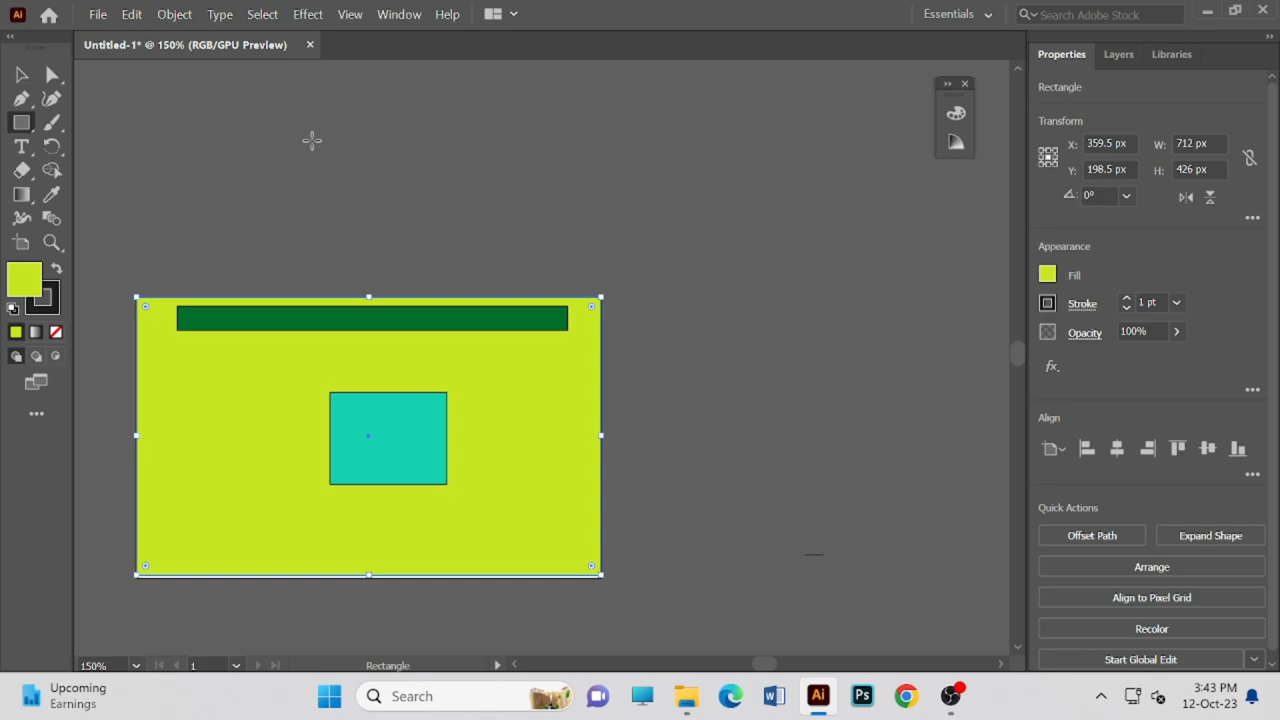 Ai File Edit Object Type Select Effect View Window Help Essentials Search Adobe Stock
Untitled-1* @ 150% (RGB/GPU Preview)
Properties Layers Libraries
Rectangle
Transform
X: 359.5 px W: 712 px
Y: 198.5 px H: 426 px
0°
Appearance
Fill
Stroke 1 pt
Opacity 100%
fx.
Align
Quick Actions
Offset Path Expand Shape
Arrange
Align to Pixel Grid
Recolor
Start Global Edit
150% 1 Rectangle
Upcoming
Earnings
Search
W Ai Ps
3:43 PM
12-Oct-23